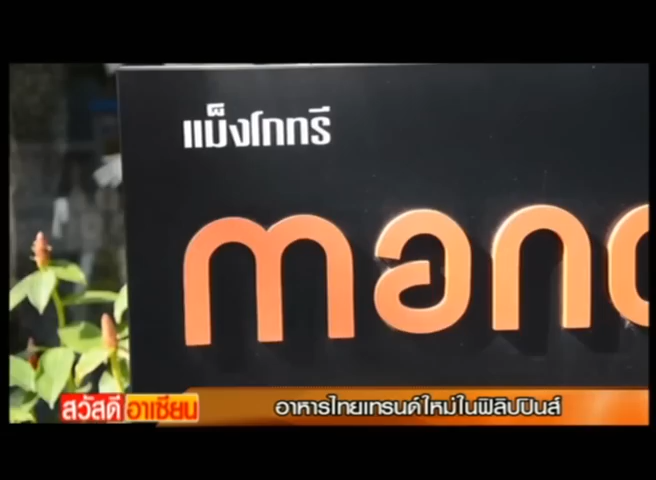 แม็งโกทรี
mang
สวัสดี อาเซียน
อาหารไทยเทรนด์ใหม่ในฟิลิปปินส์